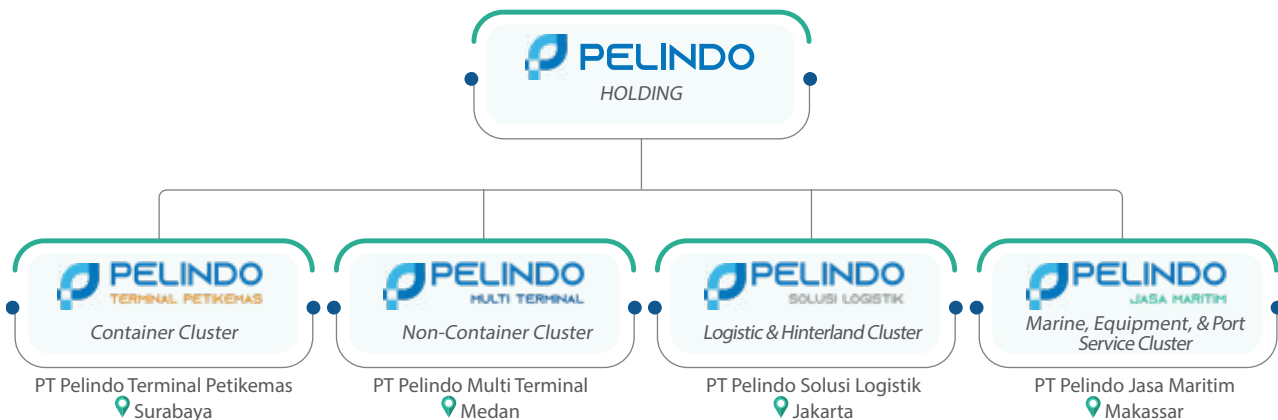 PELINDO
HOLDING
PELINDO
TERMINAL PETIKEMAS
Container Cluster
PT Pelindo Terminal Petikemas
Surabaya
PELINDO
MULTI TERMINAL
Non-Container Cluster
PT Pelindo Multi Terminal
Medan
PELINDO
SOLUSI LOGISTIK
Logistic & Hinterland Cluster
PT Pelindo Solusi Logistik
Jakarta
PELINDO
JASA MARITIM
Marine, Equipment, & Port
Service Cluster
PT Pelindo Jasa Maritim
Makassar